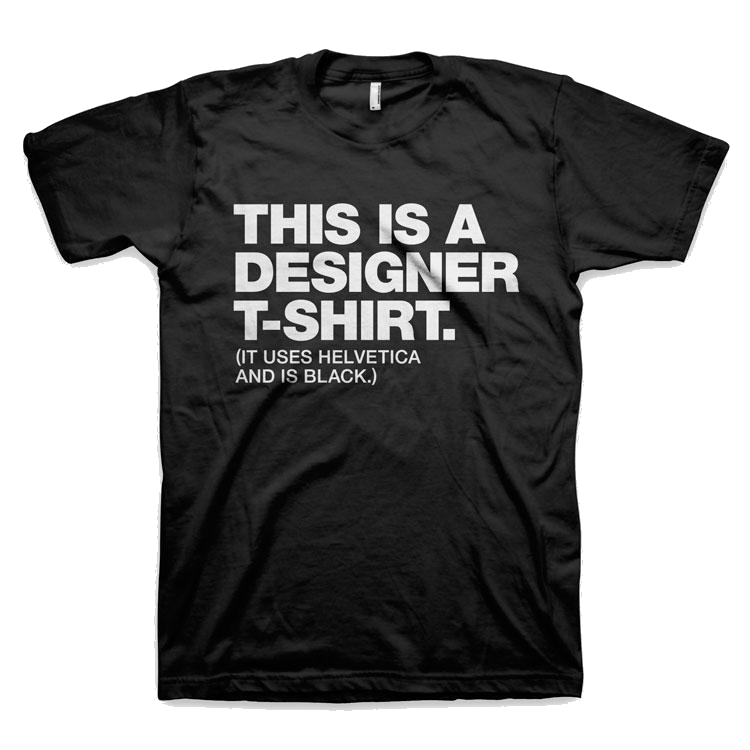 THIS IS A
DESIGNER
T-SHIRT.
(IT USES HELVETICA
AND IS BLACK.)